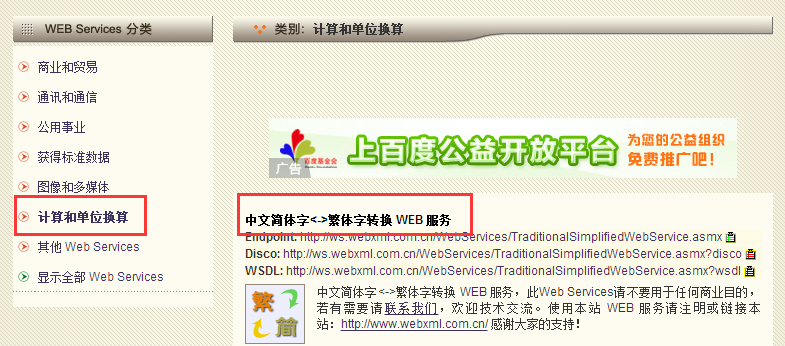 WEB Services 分类
商业和贸易
通讯和通信
公用事业
获得标准数据
图像和多媒体
计算和单位换算
其他 Web Services
显示全部 Web Services
类别：计算和单位换算
百度基金会
广告
上百度公益开放平台
为您的公益组织
免费推广吧！
中文简体字<->繁体字转换 WEB 服务
Endpoint: http://ws.webxml.com.cn/WebServices/TraditionalSimplifiedWebService.asmx
Disco: http://ws.webxml.com.cn/WebServices/TraditionalSimplifiedWebService.asmx?disco
WSDL: http://ws.webxml.com.cn/WebServices/TraditionalSimplifiedWebService.asmx?wsdl
繁
简
中文简体字<->繁体字转换 WEB 服务，此Web Services请不要用于任何商业目的，
若有需要请联系我们，欢迎技术交流。使用本站 WEB 服务请注明或链接本
站：http://www.webxml.com.cn/ 感谢大家的支持！